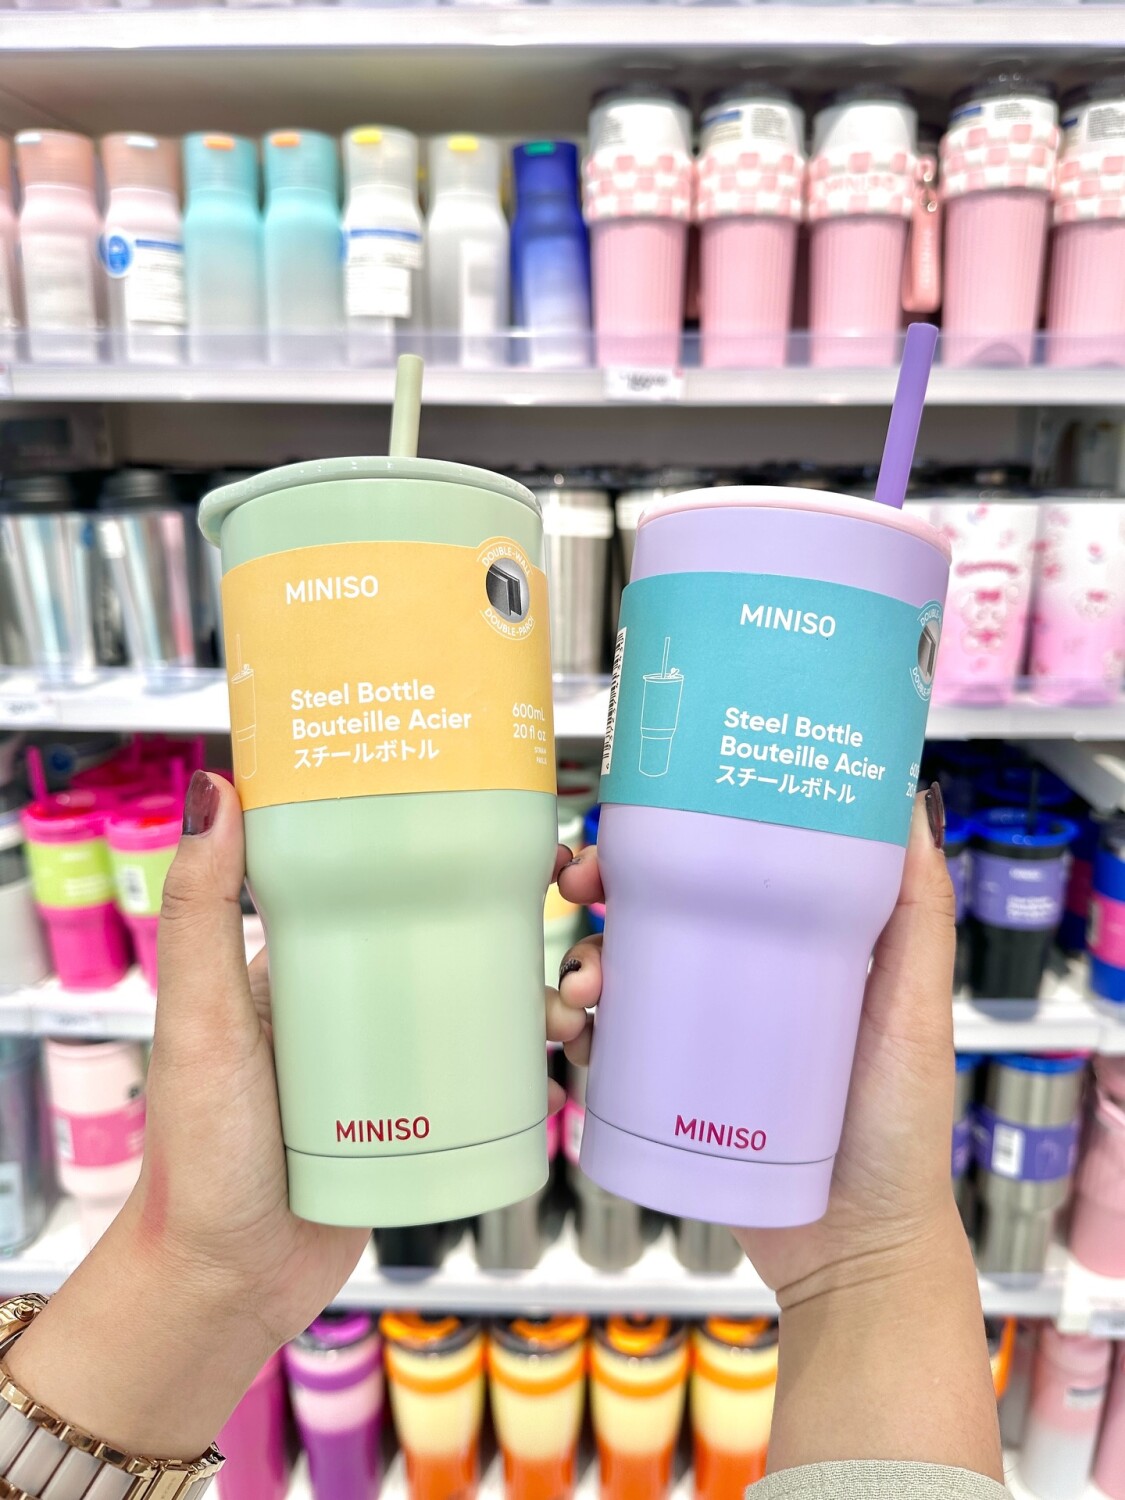 MINISO
DOUBLE-WALL
DOUBLE-PAROI
Steel Bottle
Bouteille Acier
スチールボトル
600mL
20 fl oz
MINISO
MINISO
Steel Bottle
Bouteille Acier
スチールボトル
MINISO